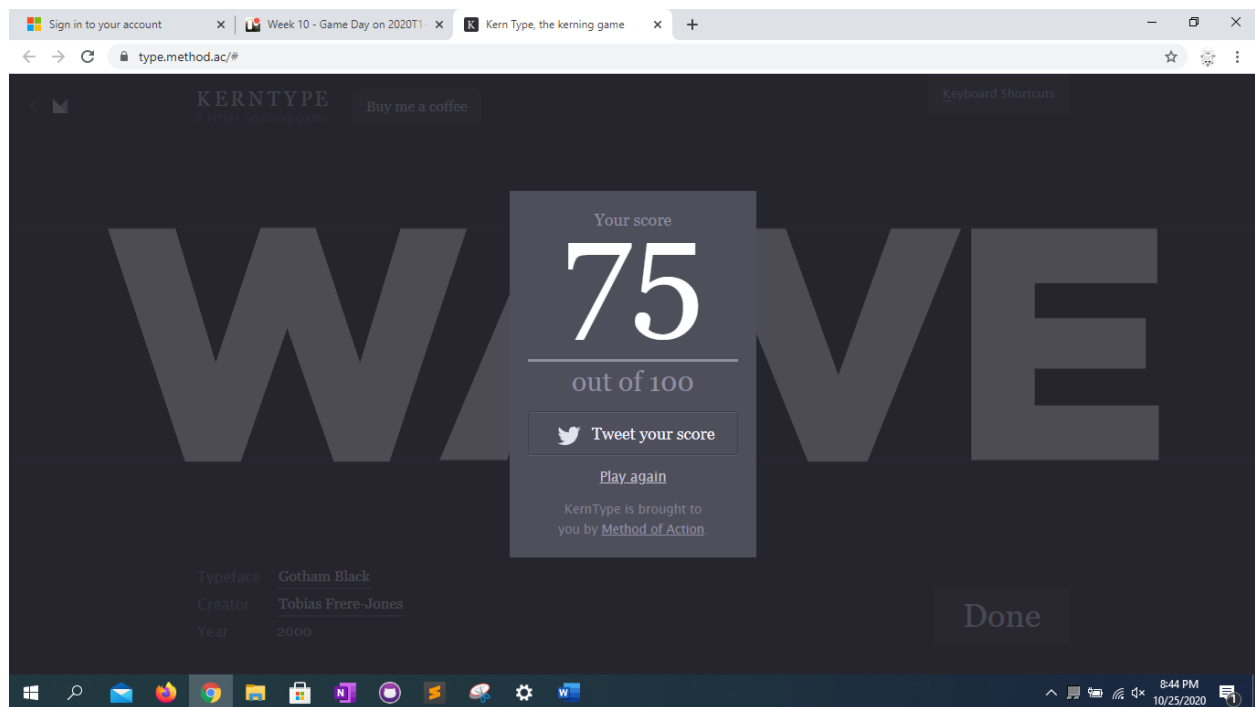 Sign in to your account
Week 10 - Game Day on 2020T1-
K Kern Type, the kerning game
type.method.ac/#
KERNTYPE
a letter spacing game
Buy me a coffee
Keyboard Shortcuts
WAVE
Your score
75
out of 100
Tweet your score
Play again
KernType is brought to
you by Method of Action.
Typeface Gotham Black
Creator Tobias Frere-Jones
Year 2000
Done
8:44 PM
10/25/2020